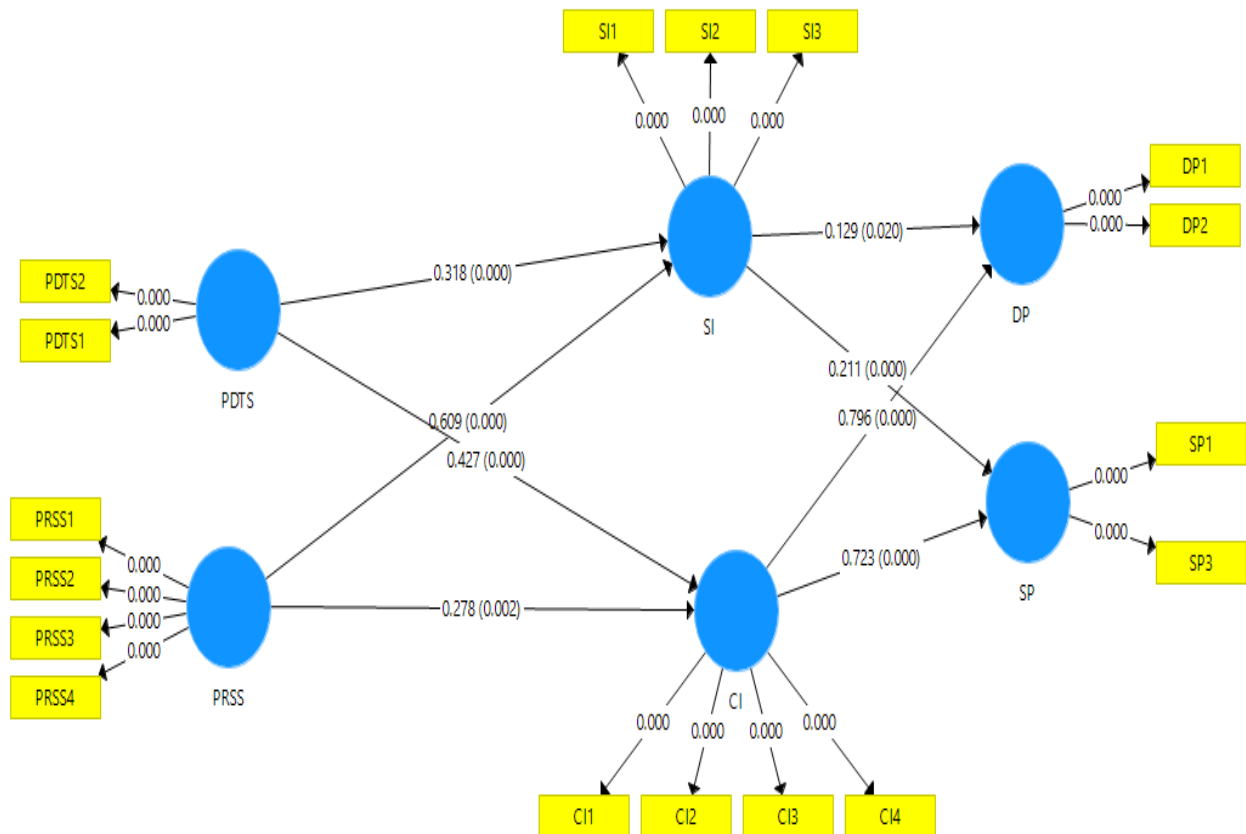 SI1
SI2
SI3
0.000
0.000
0.000
DP1
0.000
0.000
DP2
0.129 (0.020)
PDTS2
0.000
0.318 (0.000)
SI
DP
0.000
PDTS1
PDTS
0.211 (0.000)
0.796 (0.000)
0.609 (0.000)
0.427 (0.000)
SP1
0.000
PRSS1
0.000
0.000
SP3
PRSS2
0.000
0.723 (0.000)
SP
PRSS3
0.000
0.278 (0.002)
0.000
PRSS4
PRSS
CI
0.000
0.000
0.000
0.000
CI1
CI2
CI3
CI4